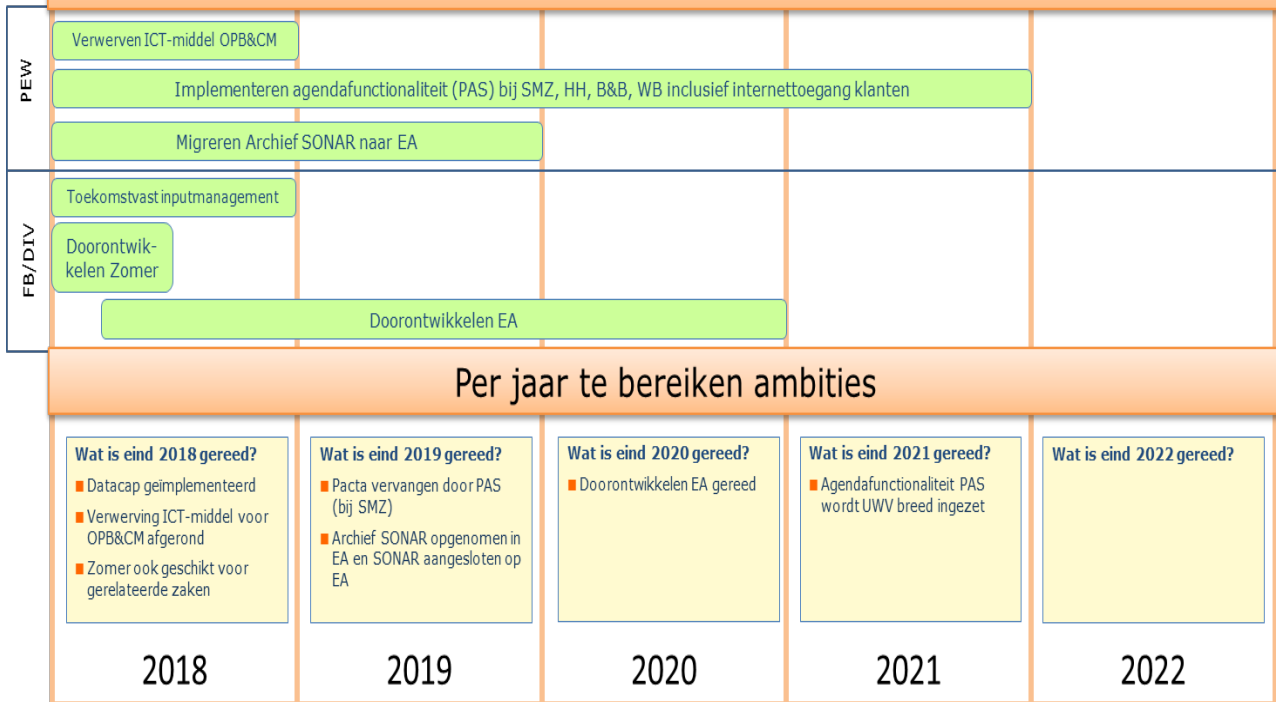 PEW
Verwerven ICT-middel OPB&CM
Implementeren agendafunctionaliteit (PAS) bij SMZ, HH, B&B, WB inclusief internettoegang klanten
Migreren Archief SONAR naar EA
FB/DIV
Toekomstvast inputmanagement
Doorontwik-
kelen Zomer
Doorontwikkelen EA
Per jaar te bereiken ambities
Wat is eind 2018 gereed?
Datacap geïmplementeerd
Verwerving ICT-middel voor
OPB&CM afgerond
Zomer ook geschikt voor
gerelateerde zaken
Wat is eind 2019 gereed?
Pacta vervangen door PAS
(bij SMZ)
Archief SONAR opgenomen in
EA en SONAR aangesloten op
EA
Wat is eind 2020 gereed?
Doorontwikkelen EA gereed
Wat is eind 2021 gereed?
Agendafunctionaliteit PAS
wordt UWV breed ingezet
Wat is eind 2022 gereed?
2018
2019
2020
2021
2022